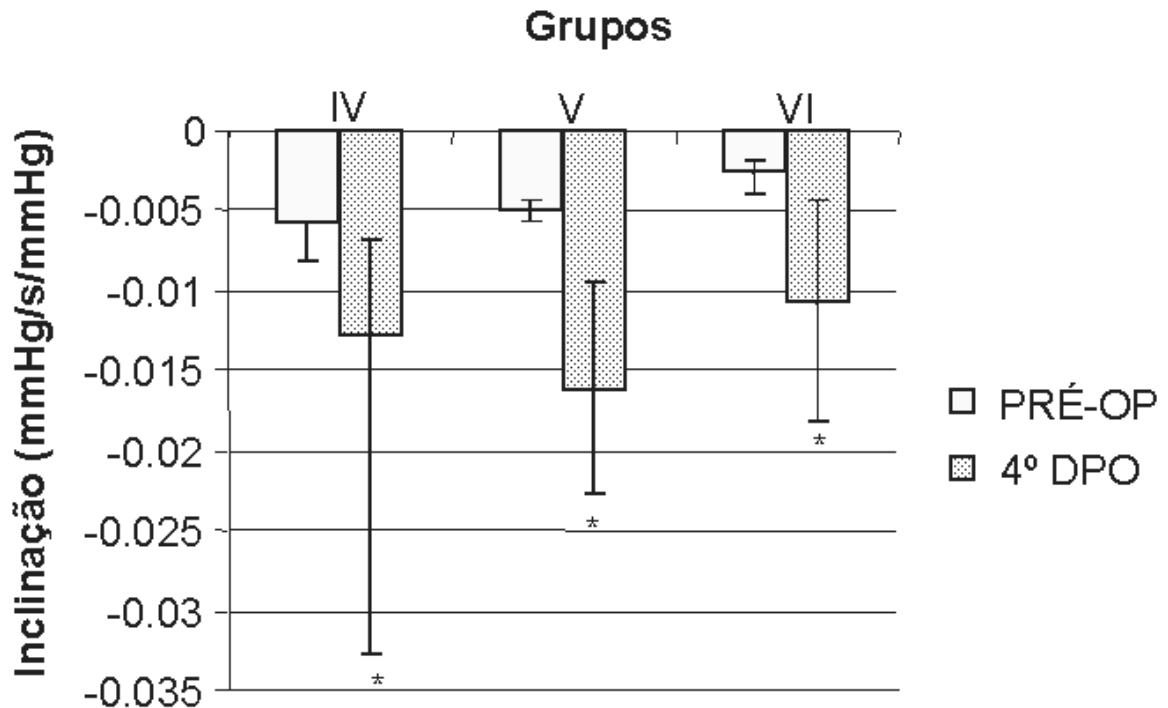 Grupos
IV V VI
0
-0.005
-0.01
-0.015
-0.02
-0.025
-0.03
-0.035
Inclinação (mmHg/s/mmHg)
*
*
*
PRÉ-OP
4º DPO